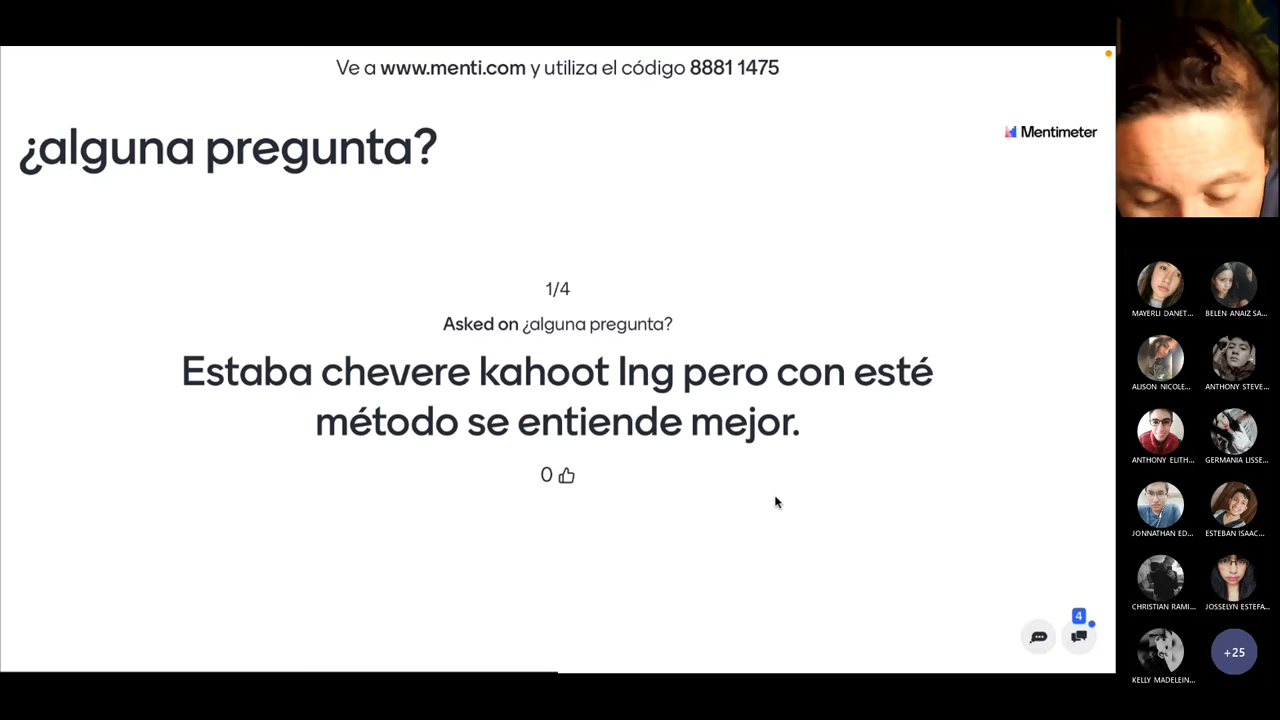 Ve a www.menti.com y utiliza el código 8881 1475
¿alguna pregunta?
Mentimeter
1/4
Asked on ¿alguna pregunta?
Estaba chevere kahoot Ing pero con esté
método se entiende mejor.
0
4
MAYERLI DANET...
BELEN ANAIZ SA...
ALISON NICOLE...
ANTHONY STEVE...
ANTHONY ELITH...
GERMANIA LISSE...
JONNATHAN ED...
ESTEBAN ISAAC...
CHRISTIAN RAMI...
JOSSELYN ESTEFA...
KELLY MADELEIN...
+25